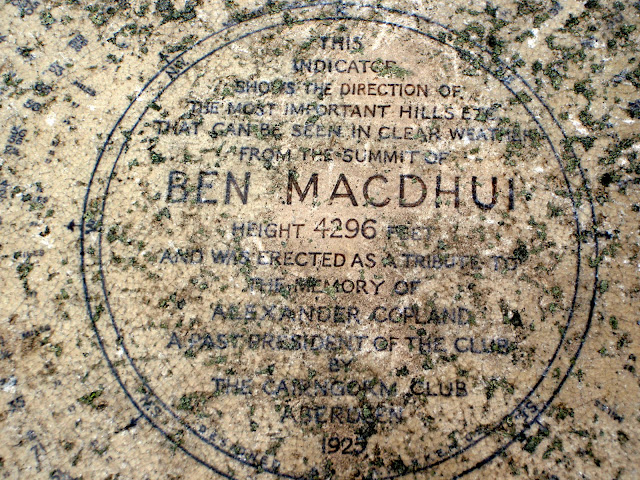 THIS
INDICATOR
SHOWS THE DIRECTION OF
THE MOST IMPORTANT HILLS ETC.
THAT CAN BE SEEN IN CLEAR WEATHER
FROM THE SUMMIT OF
BEN MACDHUI
HEIGHT 4296 FEET
AND WAS ERECTED AS A TRIBUTE TO
THE MEMORY OF
ALEXANDER COPLAND
A PAST PRESIDENT OF THE CLUB
BY
THE CAIRNGORM CLUB
ABERDEEN
1925
NW